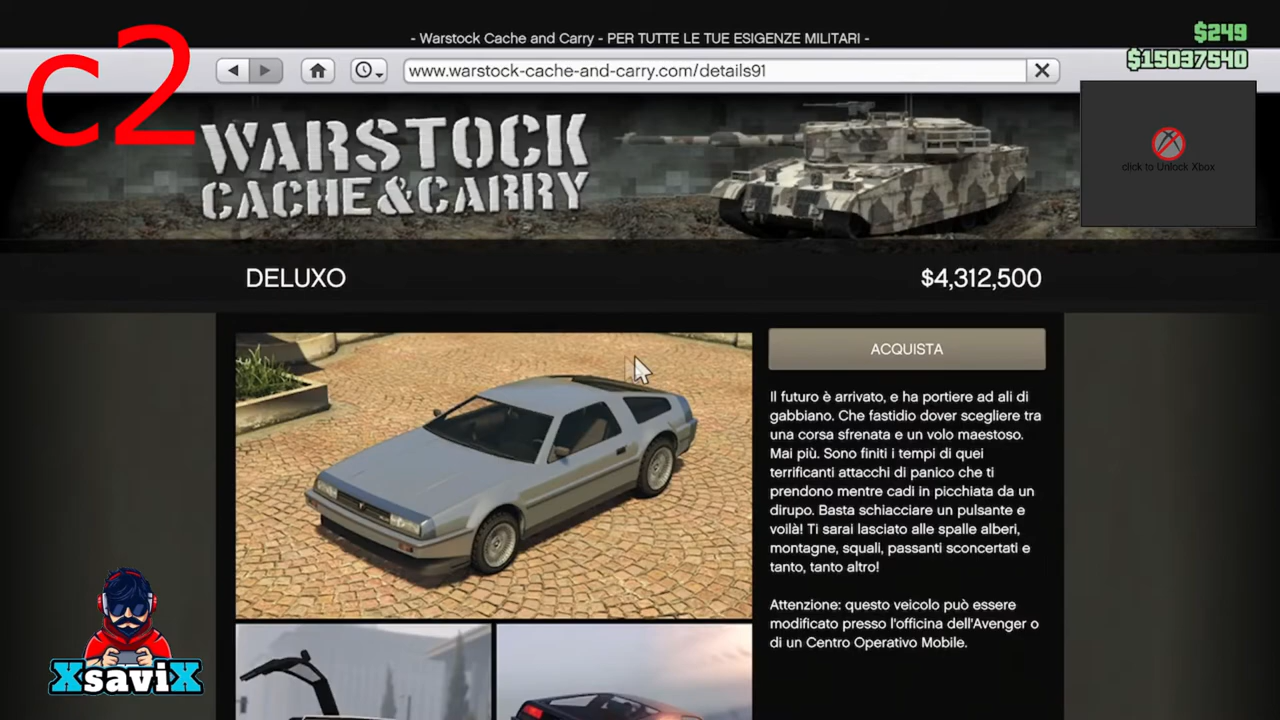 - Warstock Cache and Carry - PER TUTTE LE TUE ESIGENZE MILITARI -
$249
c2
www.warstock-cache-and-carry.com/details91
$15037540
WARSTOCK
CACHE&CARRY
click to Unlock Xbox
DELUXO
$4,312,500
ACQUISTA
Il futuro è arrivato, e ha portiere ad ali di
gabbiano. Che fastidio dover scegliere tra
una corsa sfrenata e un volo maestoso.
Mai più. Sono finiti i tempi di quei
terrificanti attacchi di panico che ti
prendono mentre cadi in picchiata da un
dirupo. Basta schiacciare un pulsante e
voilà! Ti sarai lasciato alle spalle alberi,
montagne, squali, passanti sconcertati e
tanto, tanto altro!
Attenzione: questo veicolo può essere
modificato presso l'officina dell'Avenger o
di un Centro Operativo Mobile.
XsaviX